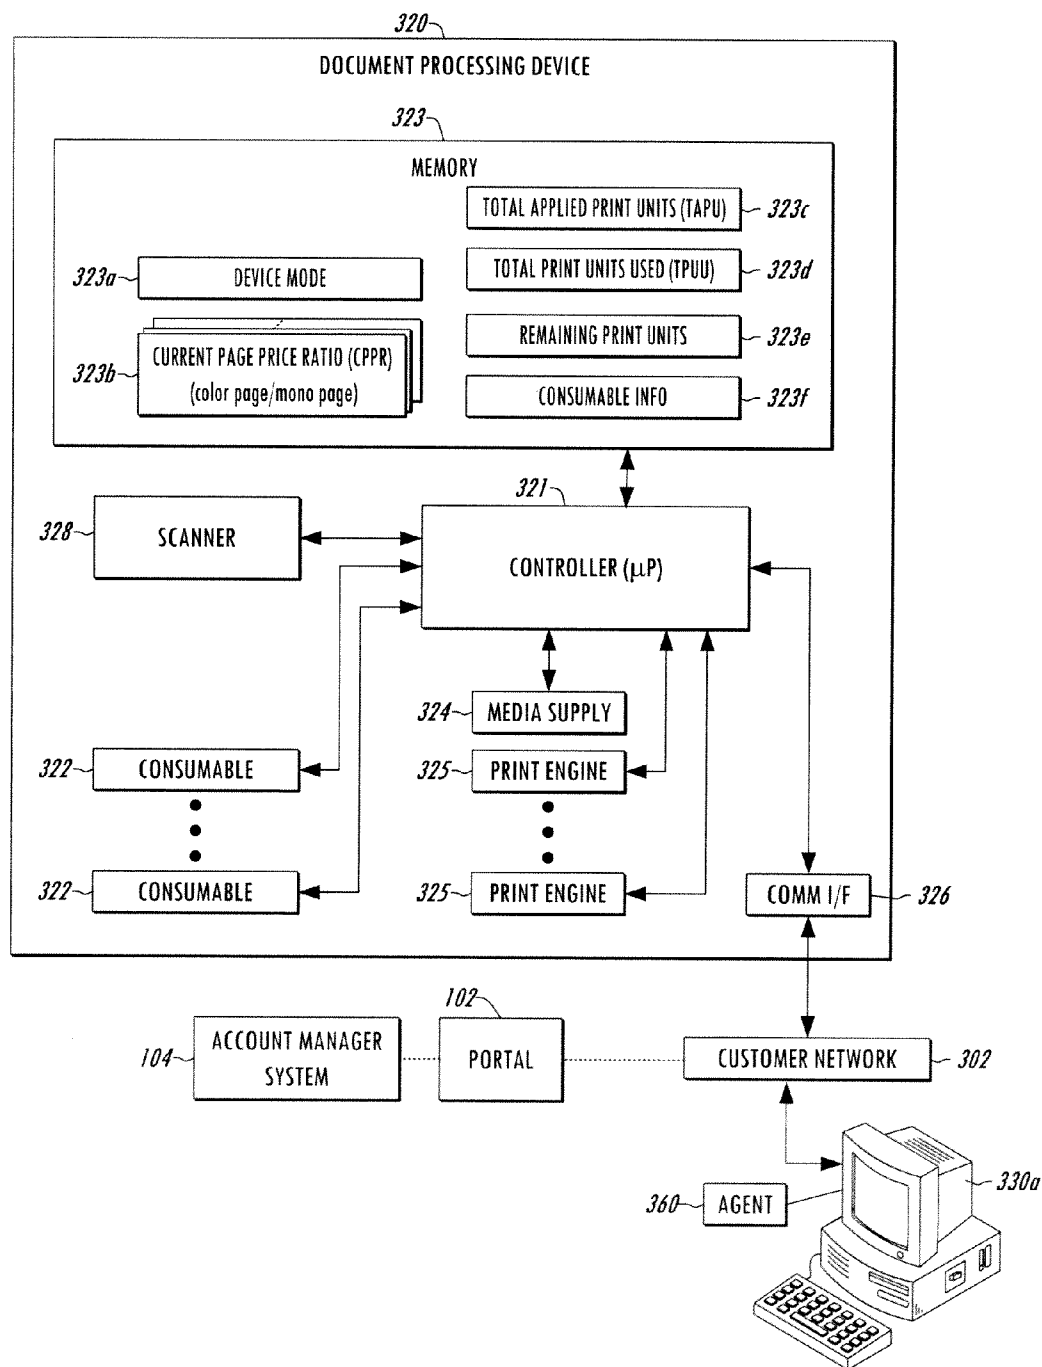 320
DOCUMENT PROCESSING DEVICE
323
MEMORY
TOTAL APPLIED PRINT UNITS (TAPU)
323c
323a
DEVICE MODE
TOTAL PRINT UNITS USED (TPUU)
323d
323b
CURRENT PAGE PRICE RATIO (CPPR)
(color page/mono page)
REMAINING PRINT UNITS
323e
CONSUMABLE INFO
323f
321
328
SCANNER
CONTROLLER (μP)
324
MEDIA SUPPLY
322
CONSUMABLE
325
PRINT ENGINE
322
CONSUMABLE
325
PRINT ENGINE
COMM I/F
326
102
104
ACCOUNT MANAGER
SYSTEM
PORTAL
CUSTOMER NETWORK
302
360
AGENT
330a